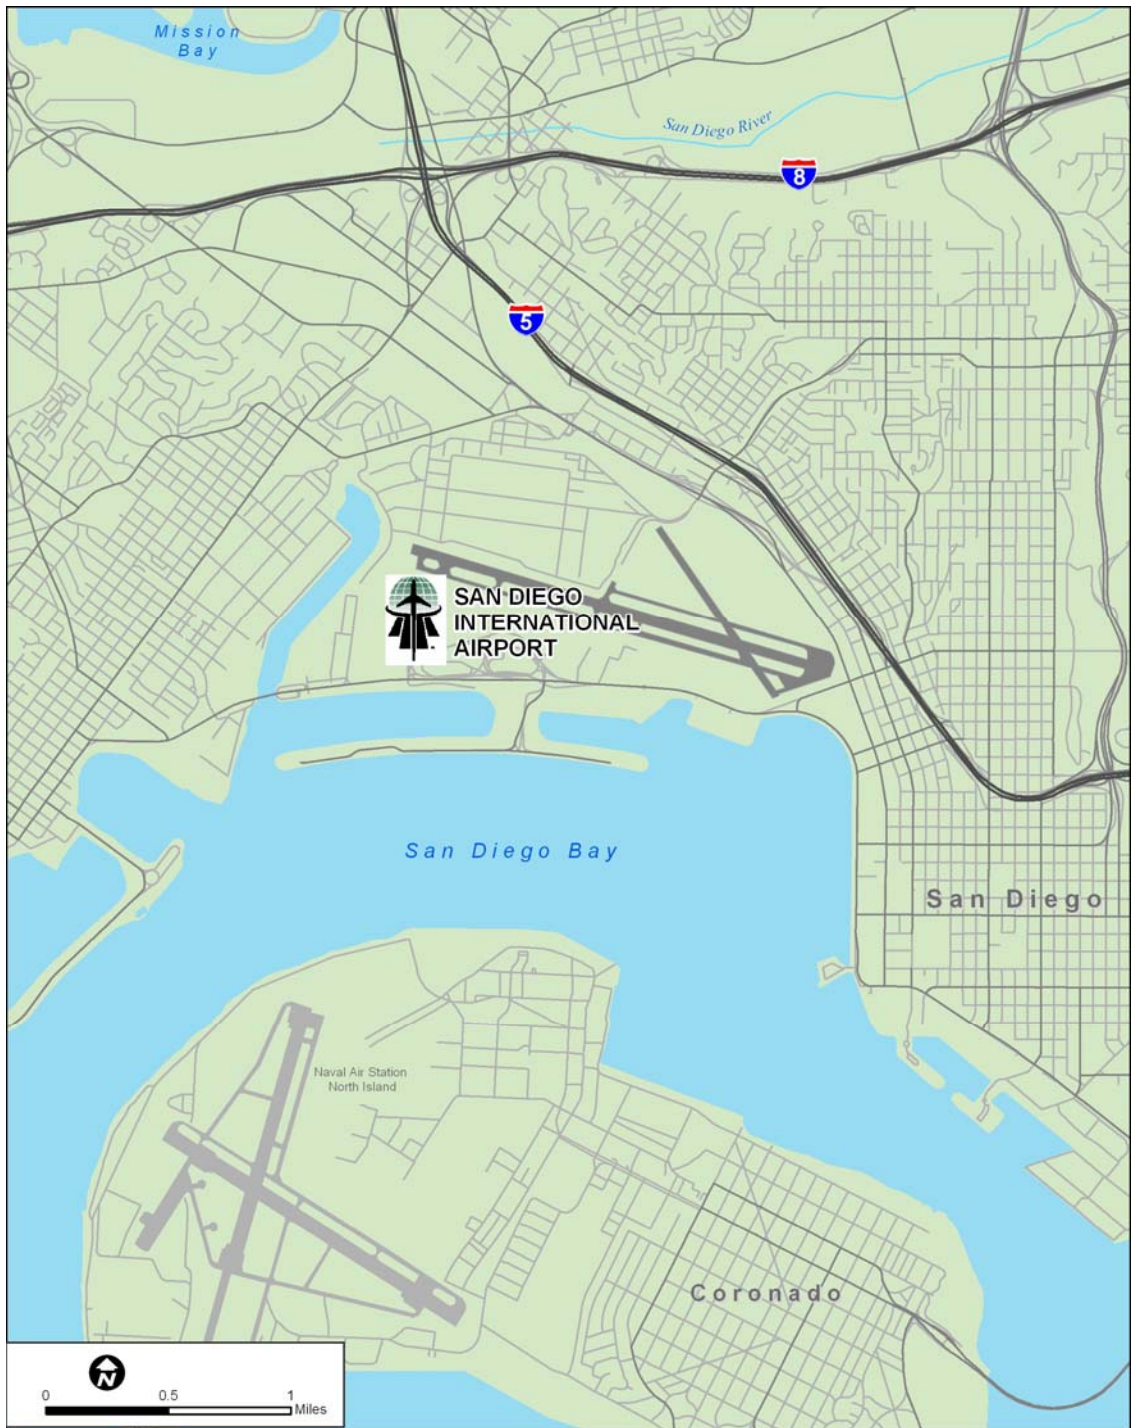 Mission
Bay
San Diego River
8
5
SAN DIEGO
INTERNATIONAL
AIRPORT
San Diego Bay
San Diego
Naval Air Station
North Island
Coronado
N
0 0.5 1
Miles